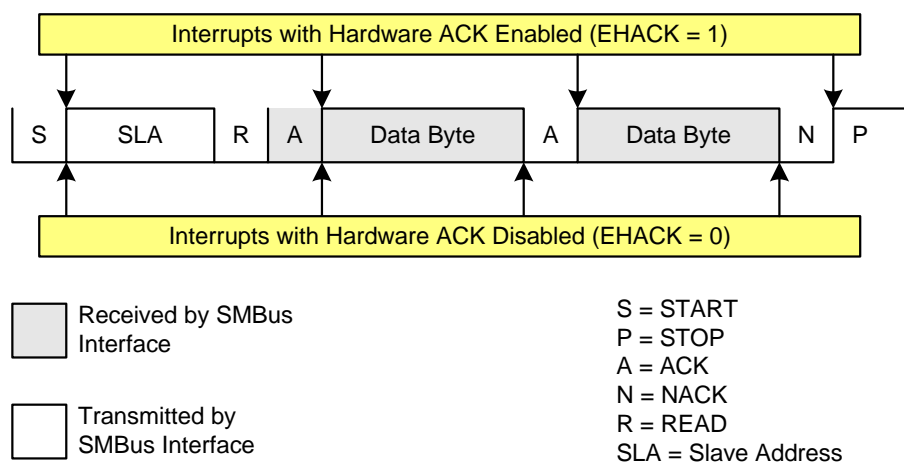 Interrupts with Hardware ACK Enabled (EHACK = 1)
S SLA R A Data Byte A Data Byte N P
Interrupts with Hardware ACK Disabled (EHACK = 0)
Received by SMBus
Interface
Transmitted by
SMBus Interface
S = START
P = STOP
A = ACK
N = NACK
R = READ
SLA = Slave Address